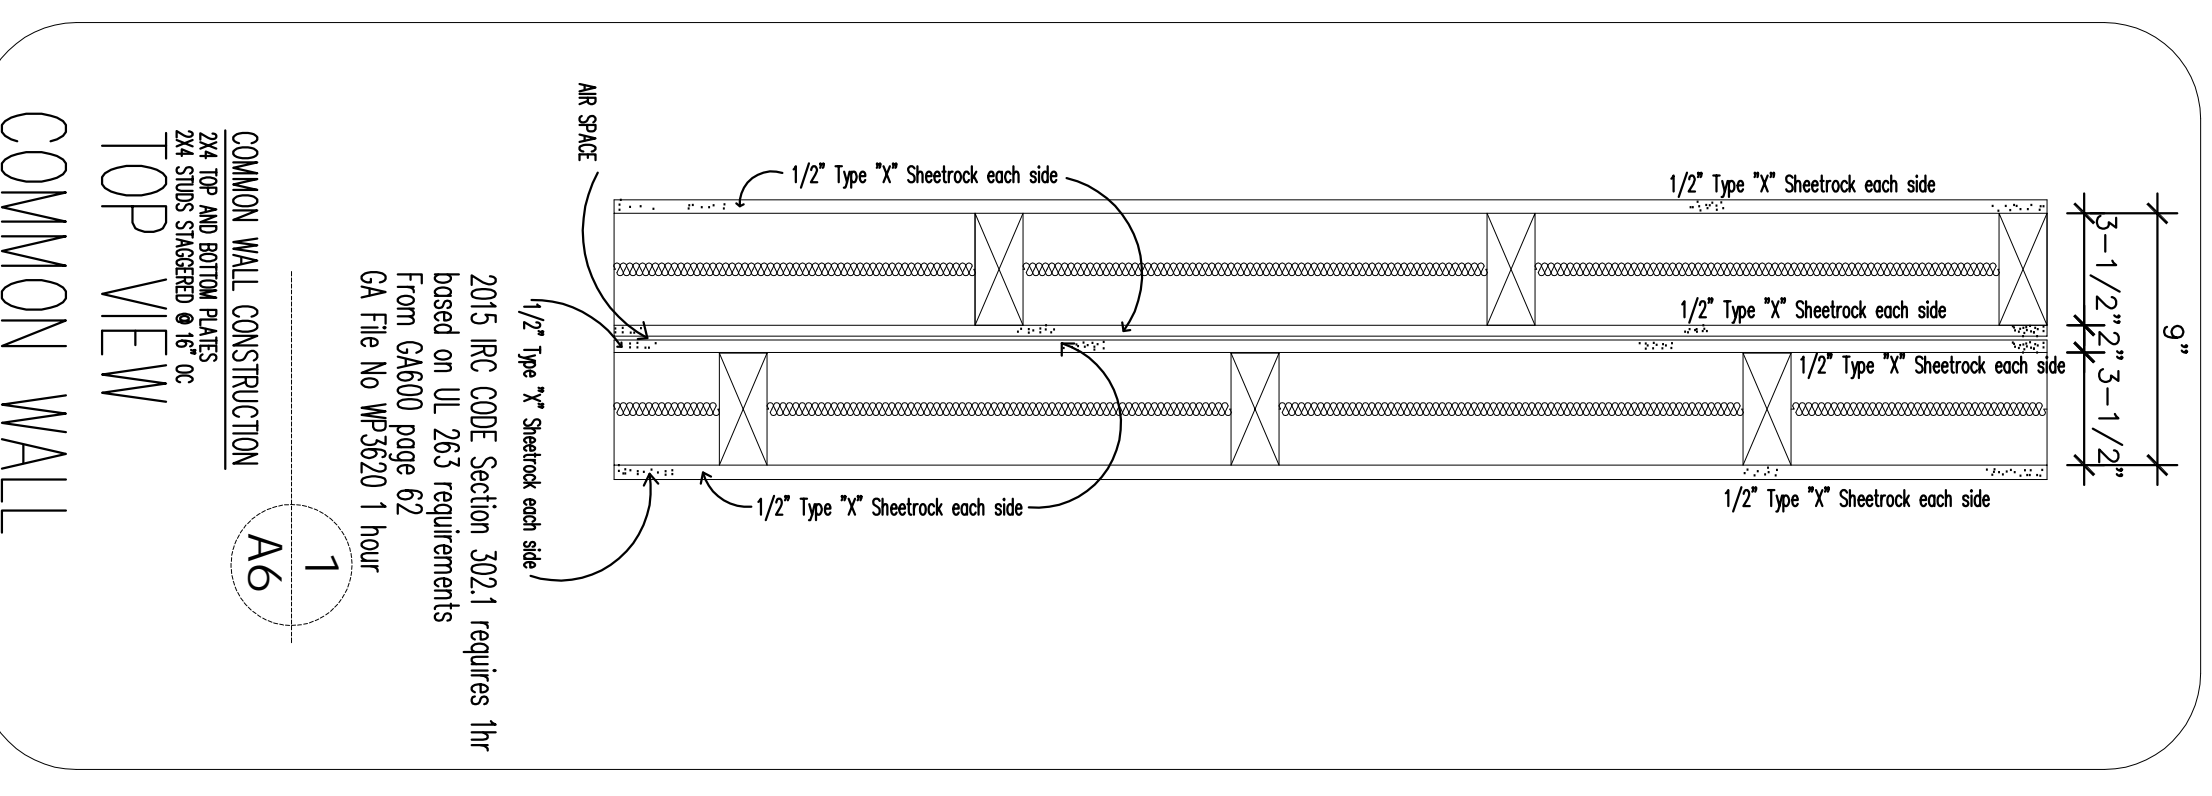 1/2" Type "X" Sheetrock each side
1/2" Type "X" Sheetrock each side
1/2" Type "X" Sheetrock each side
1/2" Type "X" Sheetrock each side
1/2" Type "X" Sheetrock each side
1/2" Type "X" Sheetrock each side
3-1/2"
2"
3-1/2"
9"
AIR SPACE
1/2" Type "X" Sheetrock each side
2015 IRC CODE Section 302.1 requires 1hr
based on UL 263 requirements
From GA600 page 62
GA File No WP3620 1 hour
1
A6
COMMON WALL CONSTRUCTION
2X4 TOP AND BOTTOM PLATES
2X4 STUDS STAGGERED @ 16" OC
TOP VIEW
COMMON WALL